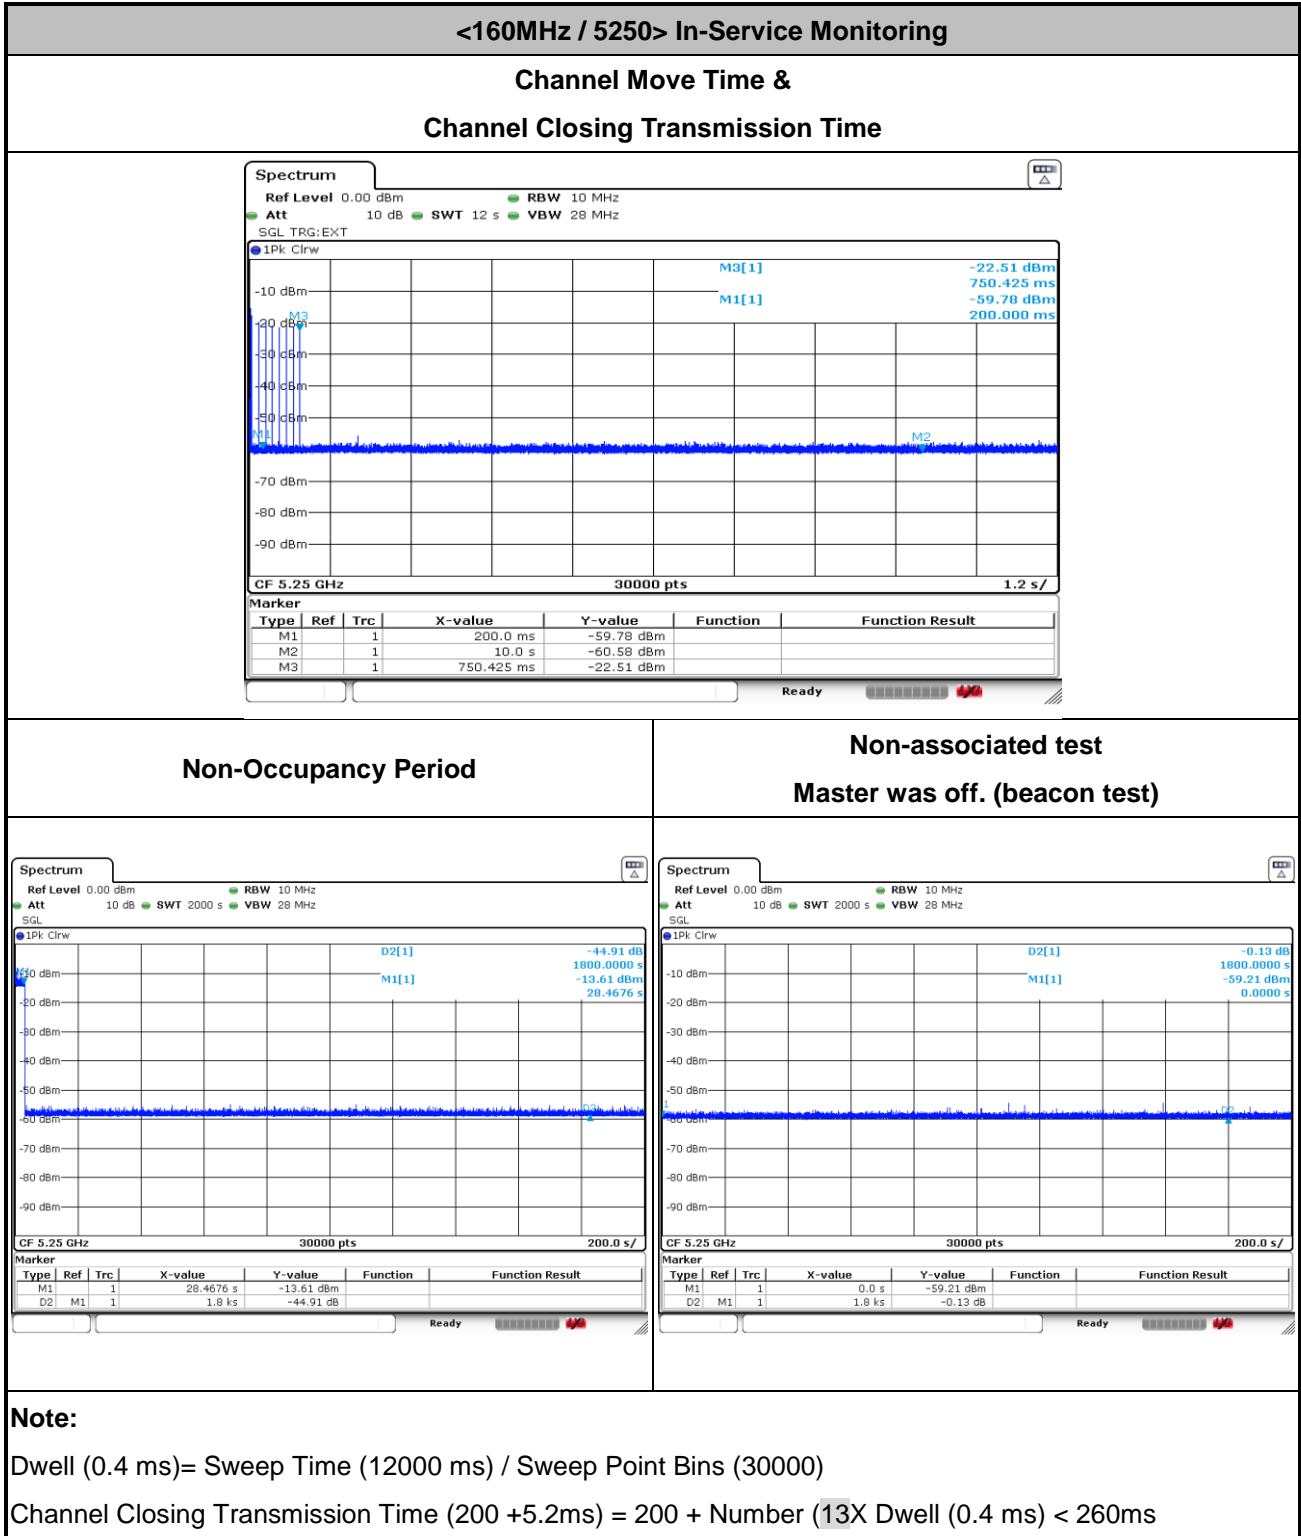 <160MHz / 5250> In-Service Monitoring
Channel Move Time &
Channel Closing Transmission Time
Spectrum
Ref Level 0.00 dBm RBW 10 MHz
Att 10 dB SWT 12 s VBW 28 MHz
SGL TRG:EXT
1Pk Clrw
M3[1] -22.51 dBm
750.425 ms
-10 dBm
M1[1] -59.78 dBm
200.000 ms
M3
-20 dBm
-30 dBm
-40 dBm
-50 dBm
M1
M2
-70 dBm
-80 dBm
-90 dBm
CF 5.25 GHz 30000 pts 1.2 s/
Marker
Type Ref Trc X-value Y-value Function Function Result
M1 1 200.0 ms -59.78 dBm
M2 1 10.0 s -60.58 dBm
M3 1 750.425 ms -22.51 dBm
Ready
Non-Occupancy Period
Non-associated test
Master was off. (beacon test)
Spectrum
Ref Level 0.00 dBm RBW 10 MHz
Att 10 dB SWT 2000 s VBW 28 MHz
SGL
1Pk Clrw
D2[1] -44.91 dB
1800.0000 s
-10 dBm
M1[1] -13.61 dBm
28.4676 s
-20 dBm
-30 dBm
-40 dBm
-50 dBm
D2
-60 dBm
-70 dBm
-80 dBm
-90 dBm
CF 5.25 GHz 30000 pts 200.0 s/
Marker
Type Ref Trc X-value Y-value Function Function Result
M1 1 28.4676 s -13.61 dBm
D2 M1 1 1.8 ks -44.91 dB
Ready
Spectrum
Ref Level 0.00 dBm RBW 10 MHz
Att 10 dB SWT 2000 s VBW 28 MHz
SGL
1Pk Clrw
D2[1] -0.13 dB
1800.0000 s
-10 dBm
M1[1] -59.21 dBm
0.0000 s
-20 dBm
-30 dBm
-40 dBm
-50 dBm
D2
-60 dBm
-70 dBm
-80 dBm
-90 dBm
CF 5.25 GHz 30000 pts 200.0 s/
Marker
Type Ref Trc X-value Y-value Function Function Result
M1 1 0.0 s -59.21 dBm
D2 M1 1 1.8 ks -0.13 dB
Ready
Note:
Dwell (0.4 ms)= Sweep Time (12000 ms) / Sweep Point Bins (30000)
Channel Closing Transmission Time (200 +5.2ms) = 200 + Number (13X Dwell (0.4 ms) < 260ms